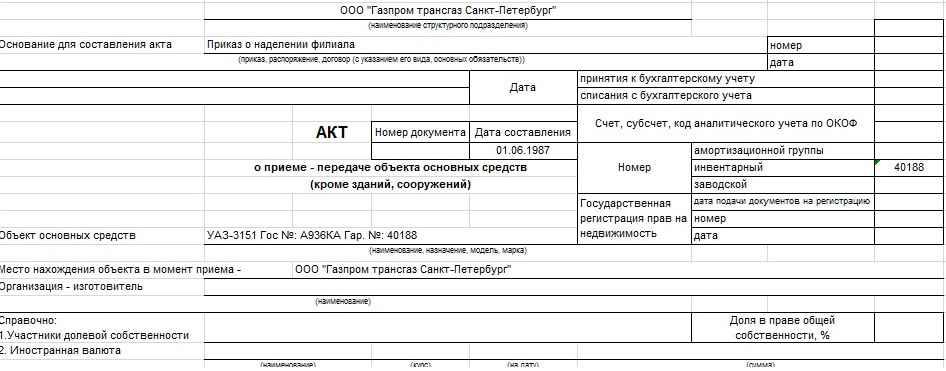 ООО "Газпром трансгаз Санкт-Петербург"
(наименование структурного подразделения)
Основание для составления акта Приказ о наделении филиала номер
(приказ, распоряжение, договор (с указанием его вида, основных обязательств)) дата
Дата принятия к бухгалтерскому учету
списания с бухгалтерского учета
Счет, субсчет, код аналитического учета по ОКОФ
АКТ Номер документа Дата составления
01.06.1987 амортизационной группы
о приеме - передаче объекта основных средств Номер инвентарный 40188
(кроме зданий, сооружений) заводской
Государственная регистрация прав на недвижимость дата подачи документов на регистрацию
номер
Объект основных средств УАЗ-3151 Гос №: А936КА Гар. №: 40188 дата
(наименование, назначение, модель, марка)
Место нахождения объекта в момент приема - ООО "Газпром трансгаз Санкт-Петербург"
Организация - изготовитель
(наименование)
Справочно: Доля в праве общей
1.Участники долевой собственности собственности, %
2. Иностранная валюта
(наименование) (курс) (на дату) (сумма)